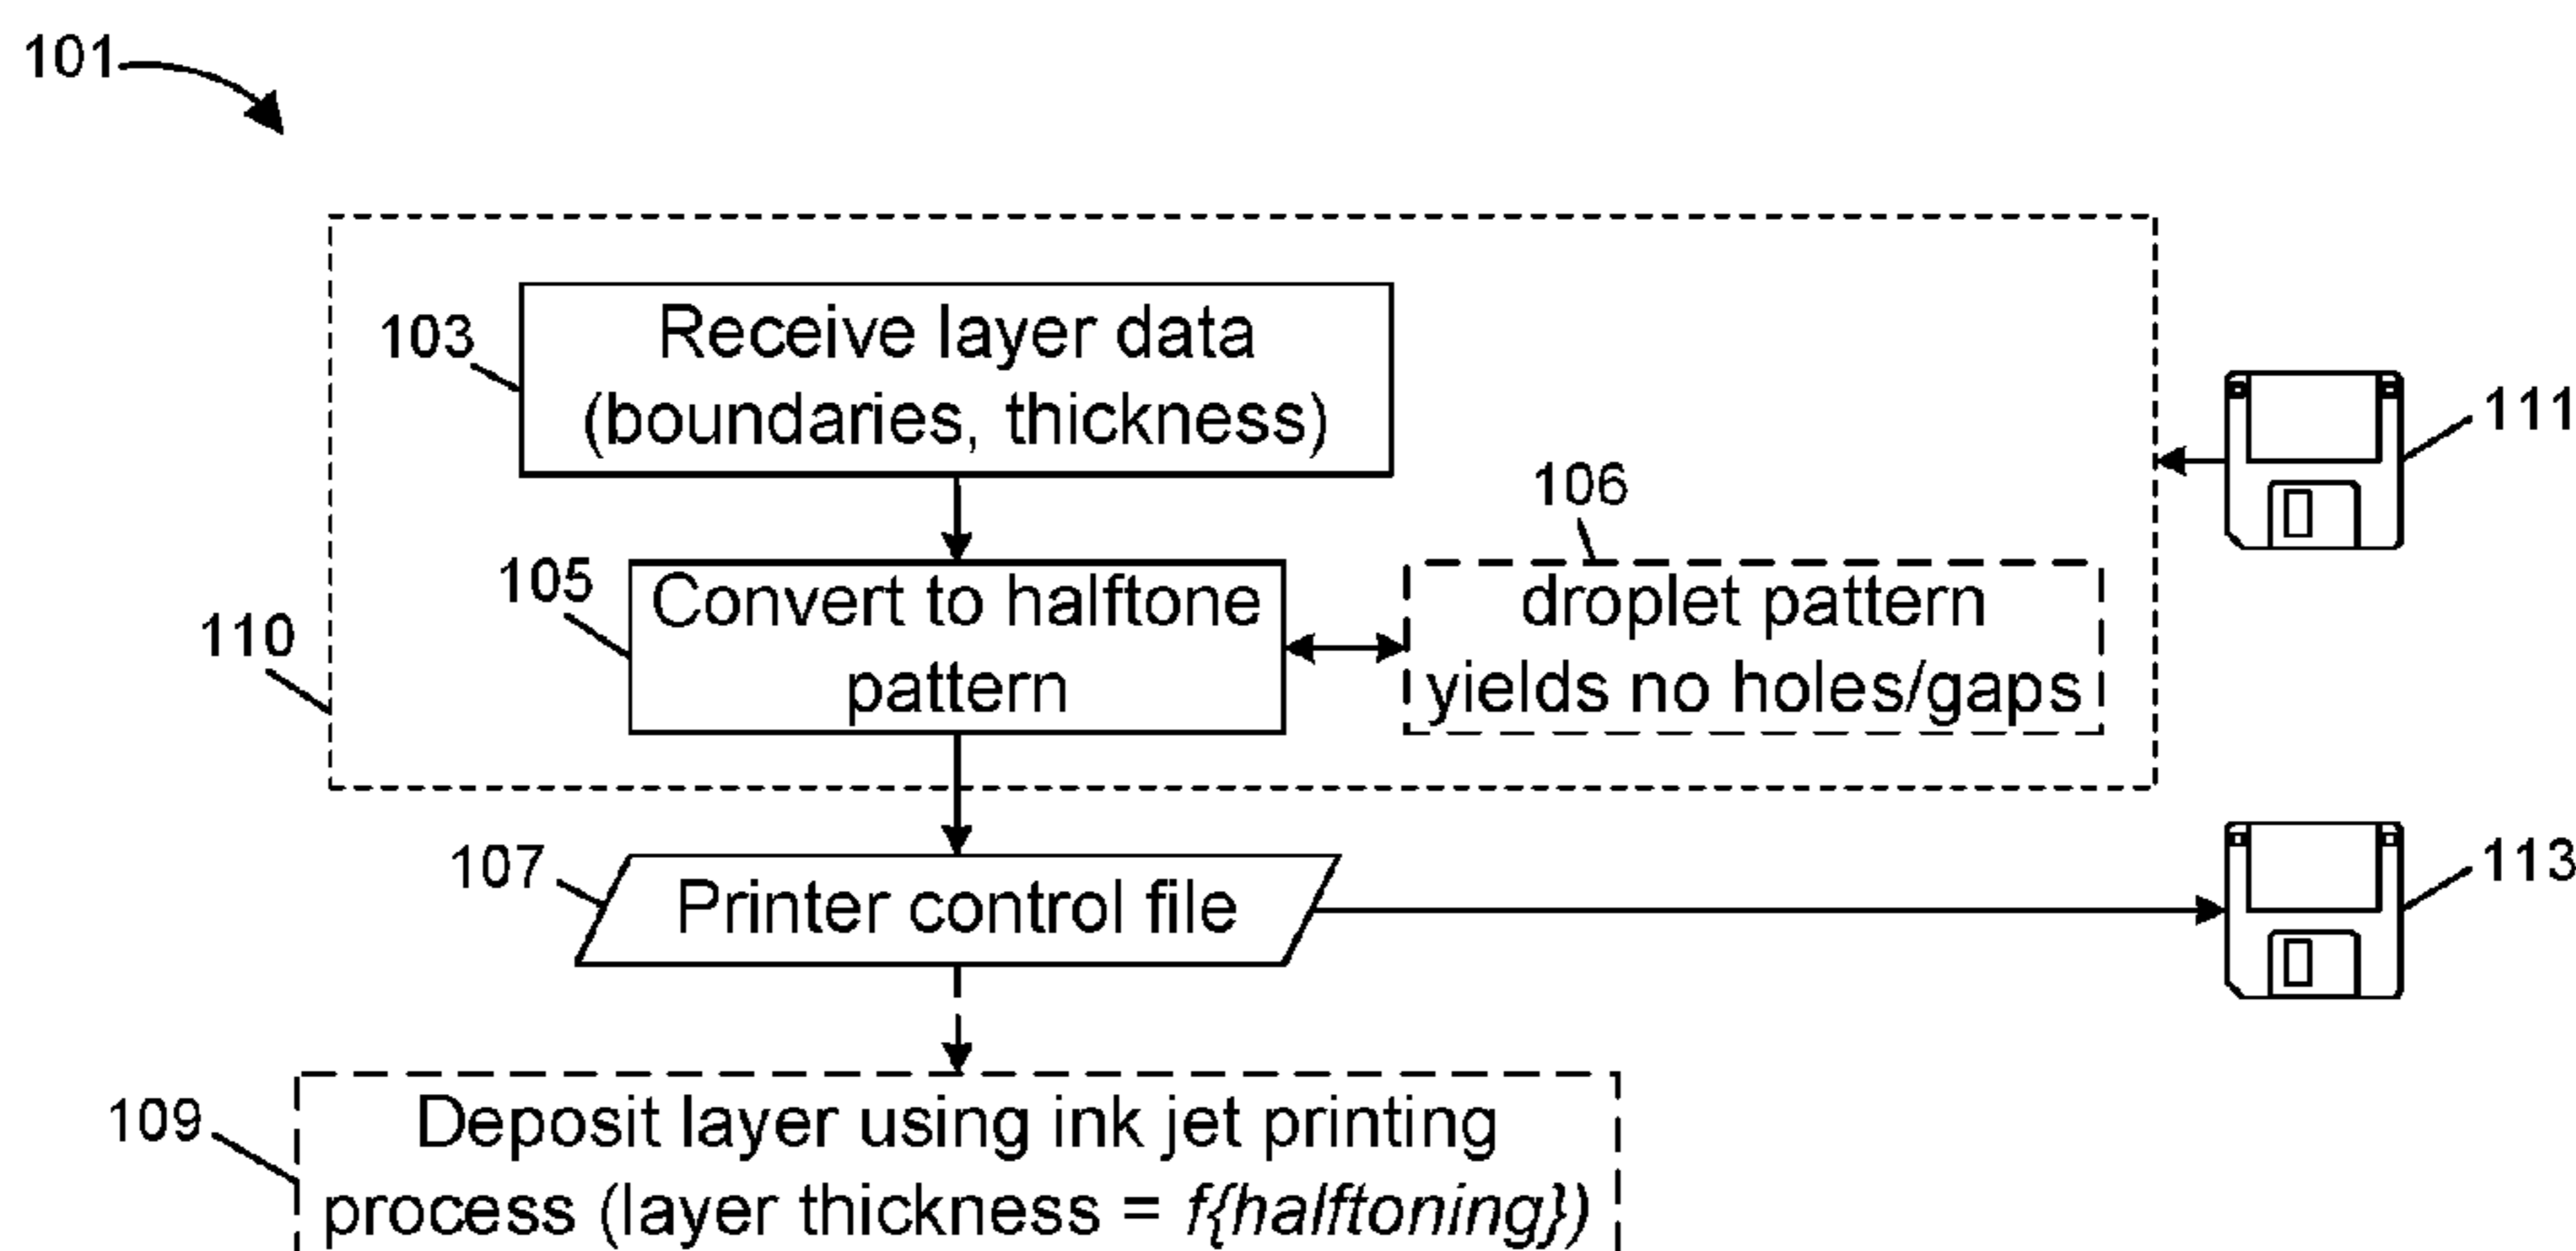 101
103
Receive layer data
(boundaries, thickness)
111
106
105
Convert to halftone
pattern
droplet pattern
yields no holes/gaps
110
107
Printer control file
113
109
Deposit layer using ink jet printing
process (layer thickness = f{halftoning})